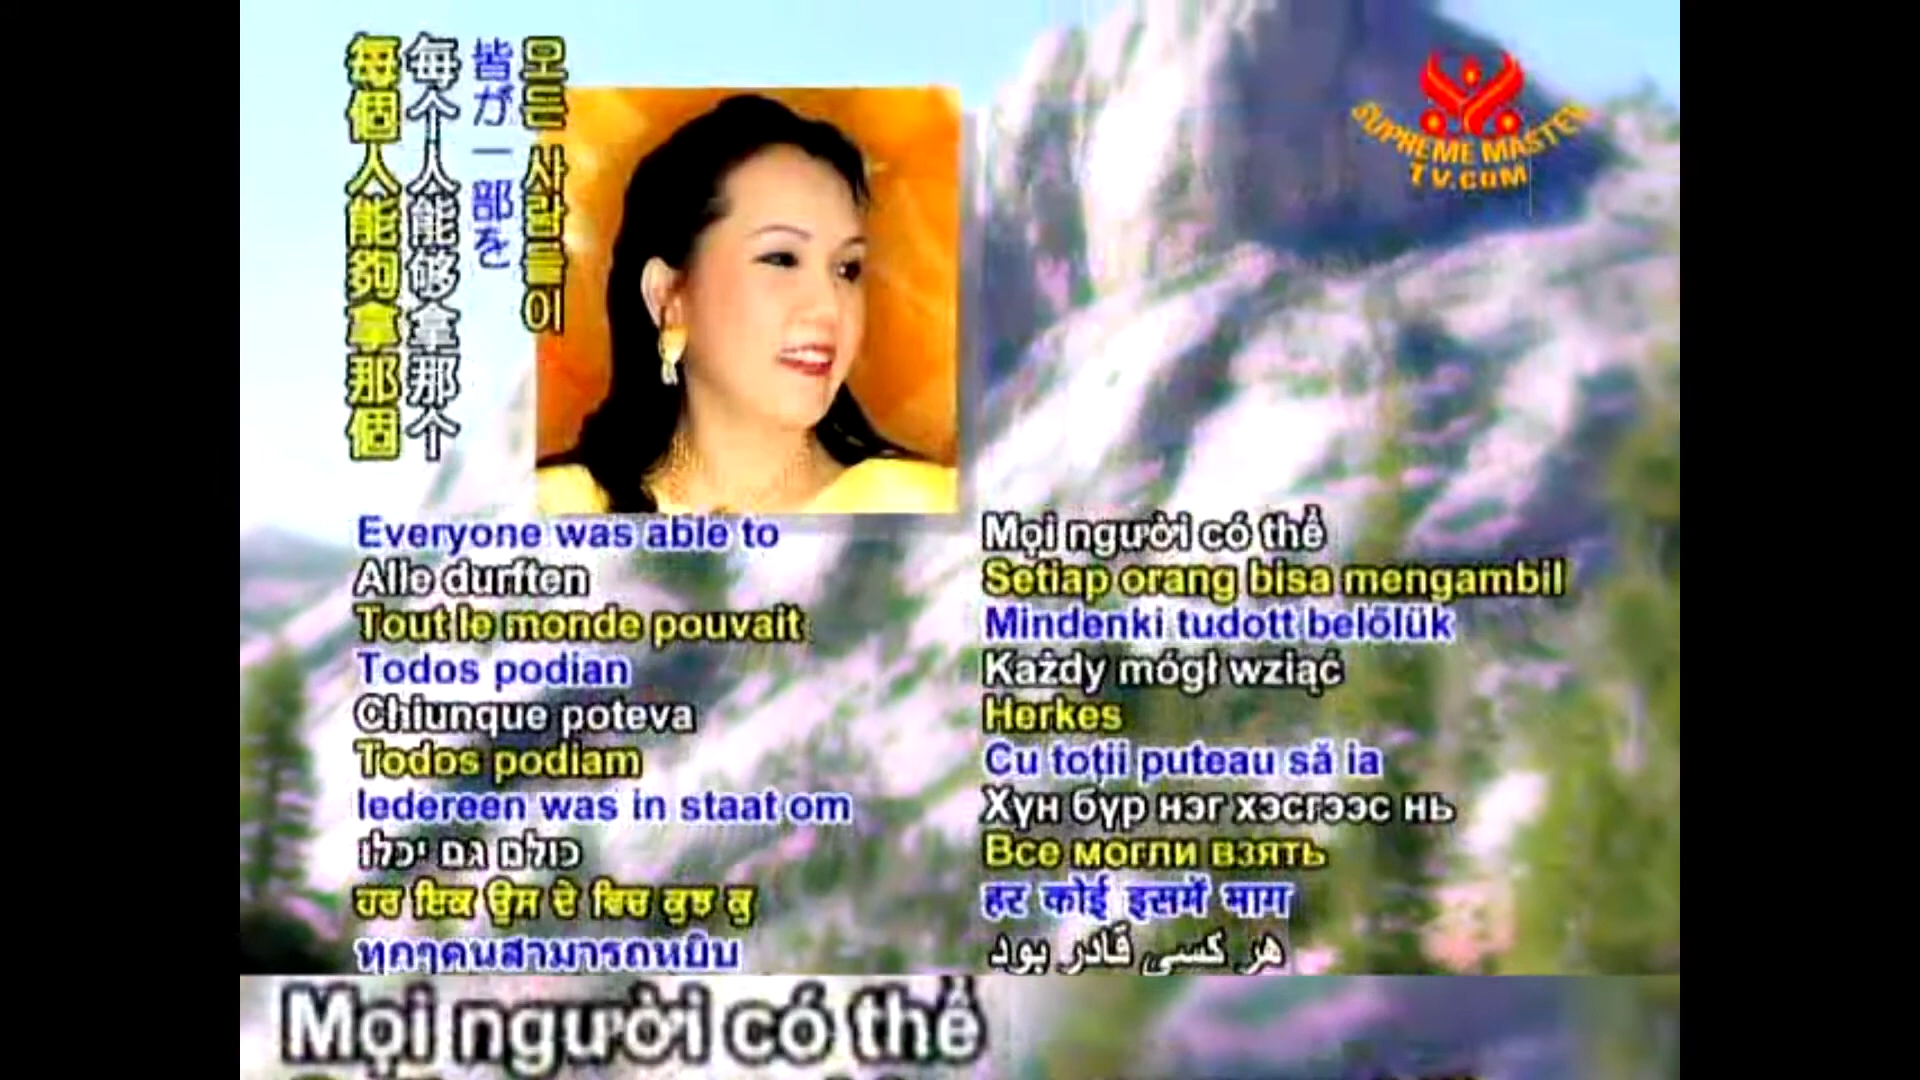 每個人能夠拿那個
每个人能够拿那个
皆が一部を
모든 사람들이
SUPREME MASTER
TV.COM
Everyone was able to
Alle durften
Tout le monde pouvait
Todos podian
Chiunque poteva
Todos podiam
Iedereen was in staat om
כולם גם יכלו
ਹਰ ਇਕ ਉਸ ਦੇ ਵਿਚ ਕੁਝ ਕੁ
ทุกๆคนสามารถหยิบ
Mọi người có thể
Setiap orang bisa mengambil
Mindenki tudott belőlük
Każdy mógł wziąć
Herkes
Cu toţii puteau să ia
Хүн бүр нэг хэсгээс нь
Все могли взять
हर कोई इसमें भाग
هر کسی قادر بود
Mọi người có thể